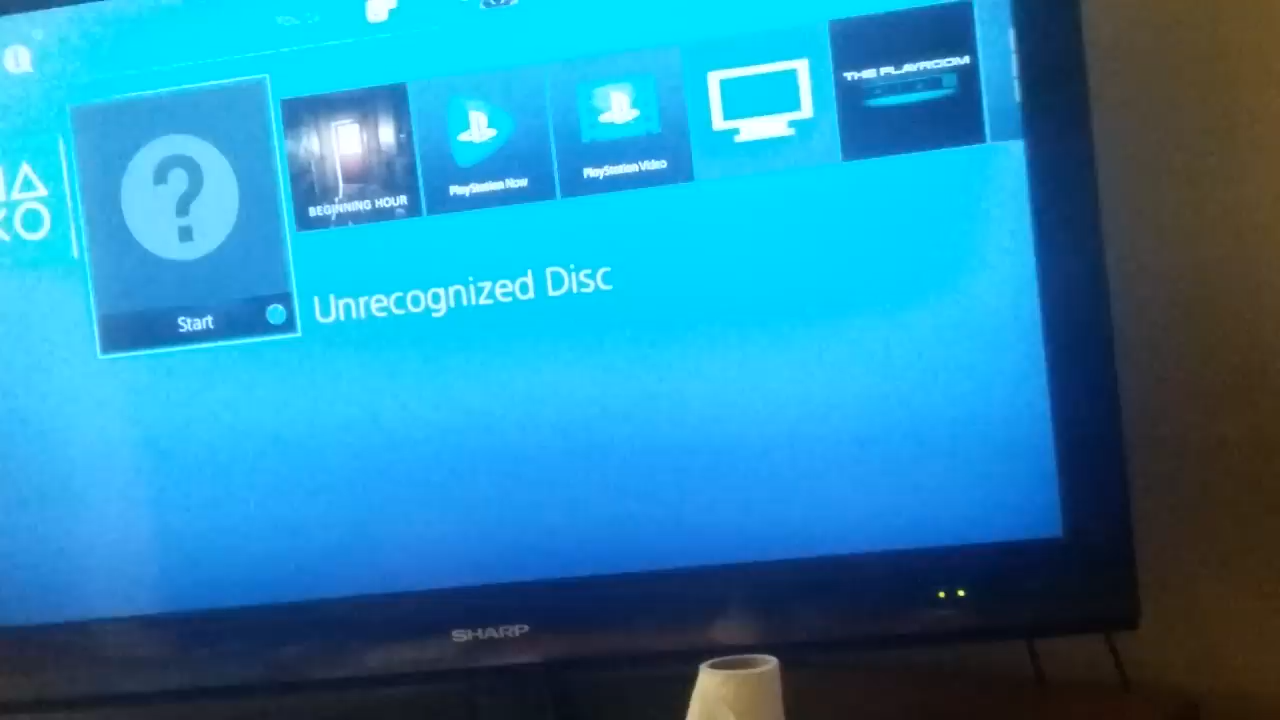 THE PLAYROOM
PlayStation Video
PlayStation Now
BEGINNING HOUR
Unrecognized Disc
Start
SHARP